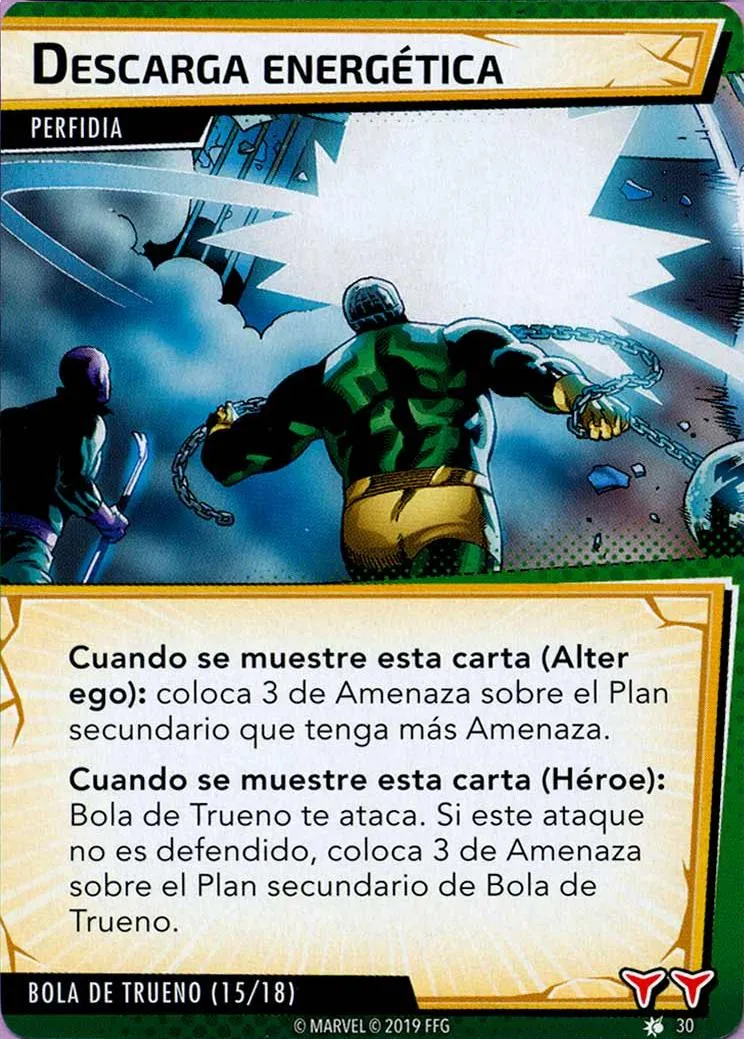 DESCARGA ENERGÉTICA
PERFIDIA
Cuando se muestre esta carta (Alter
ego): coloca 3 de Amenaza sobre el Plan
secundario que tenga más Amenaza.
Cuando se muestre esta carta (Héroe):
Bola de Trueno te ataca. Si este ataque
no es defendido, coloca 3 de Amenaza
sobre el Plan secundario de Bola de
Trueno.
BOLA DE TRUENO (15/18)
© MARVEL © 2019 FFG
30